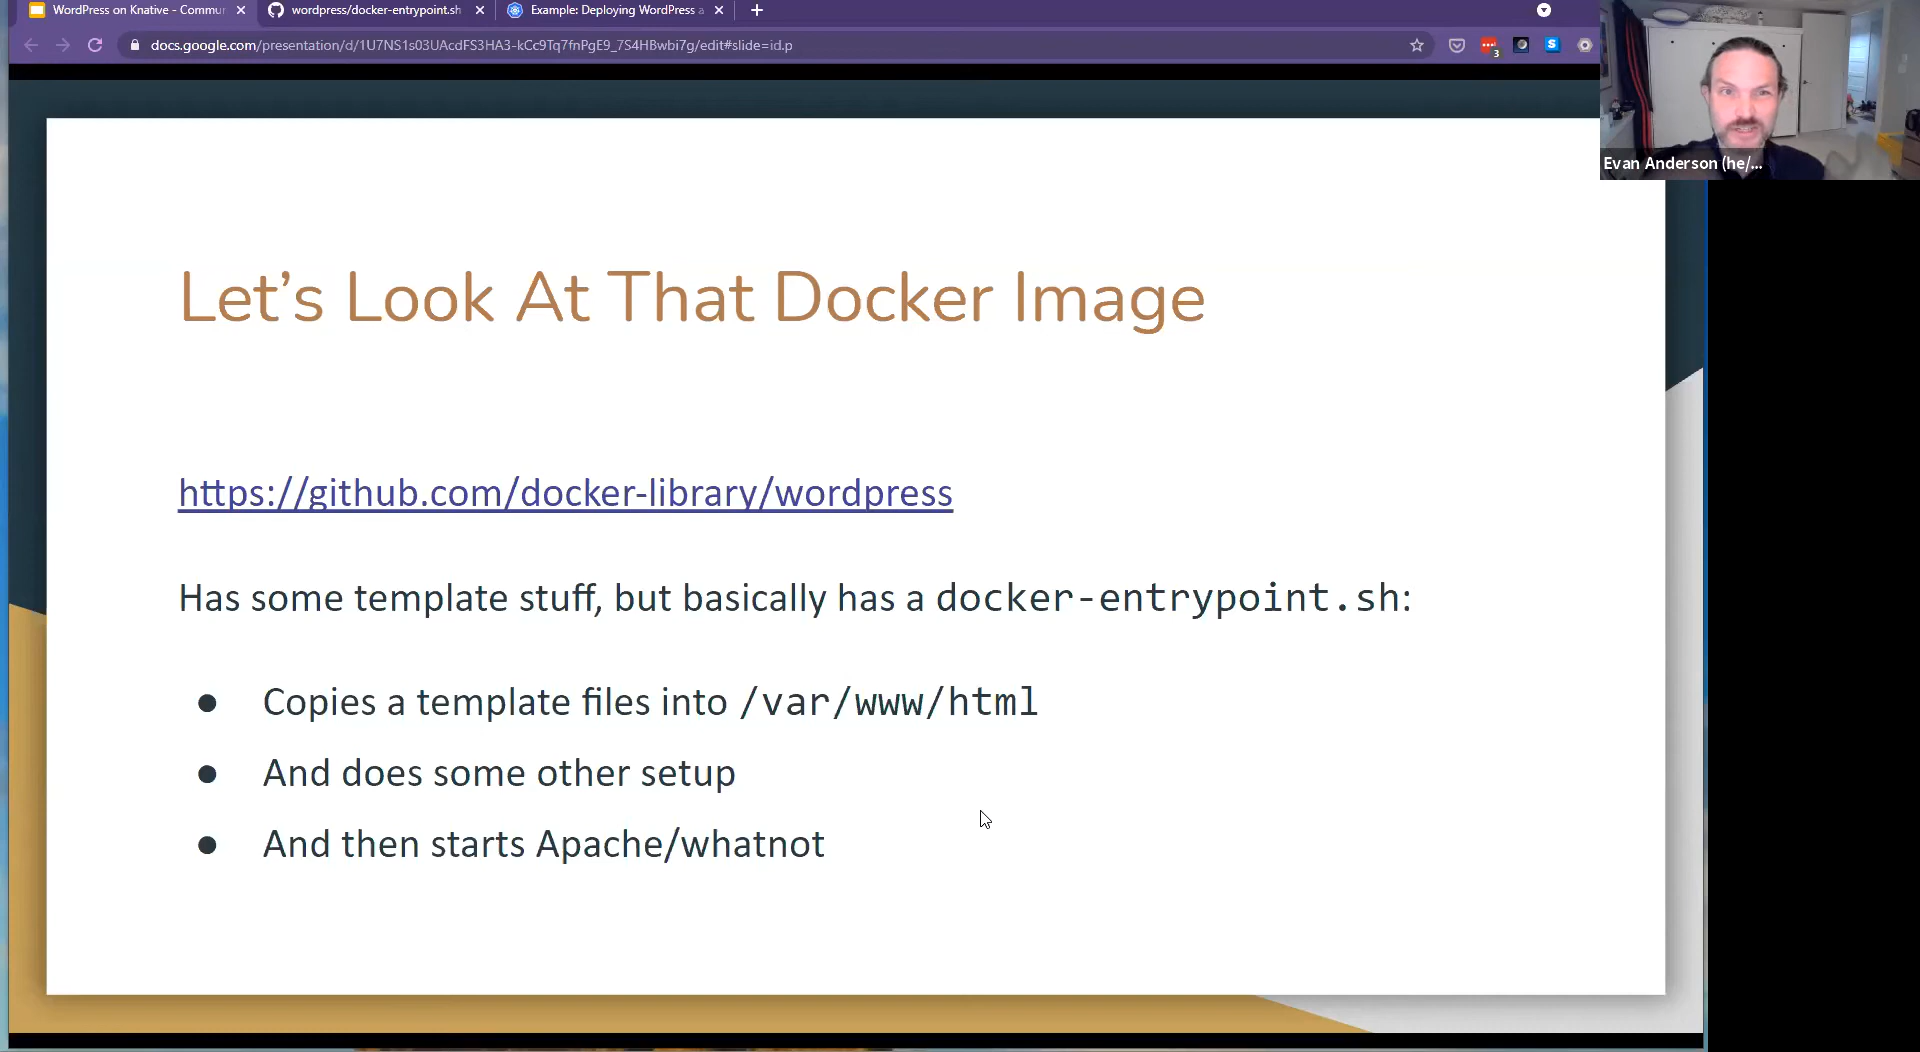 WordPress on Knative - Commu
wordpress/docker-entrypoint.sh
Example: Deploying WordPress a
docs.google.com/presentation/d/1U7NS1s03UAcdFS3HA3-kCc9Tq7fnPgE9_7S4HBwbi7g/edit#slide=id.p
3
S
Evan Anderson (he/...
Let's Look At That Docker Image
https://github.com/docker-library/wordpress
Has some template stuff, but basically has a docker-entrypoint.sh:
● Copies a template files into /var/www/html
● And does some other setup
● And then starts Apache/whatnot